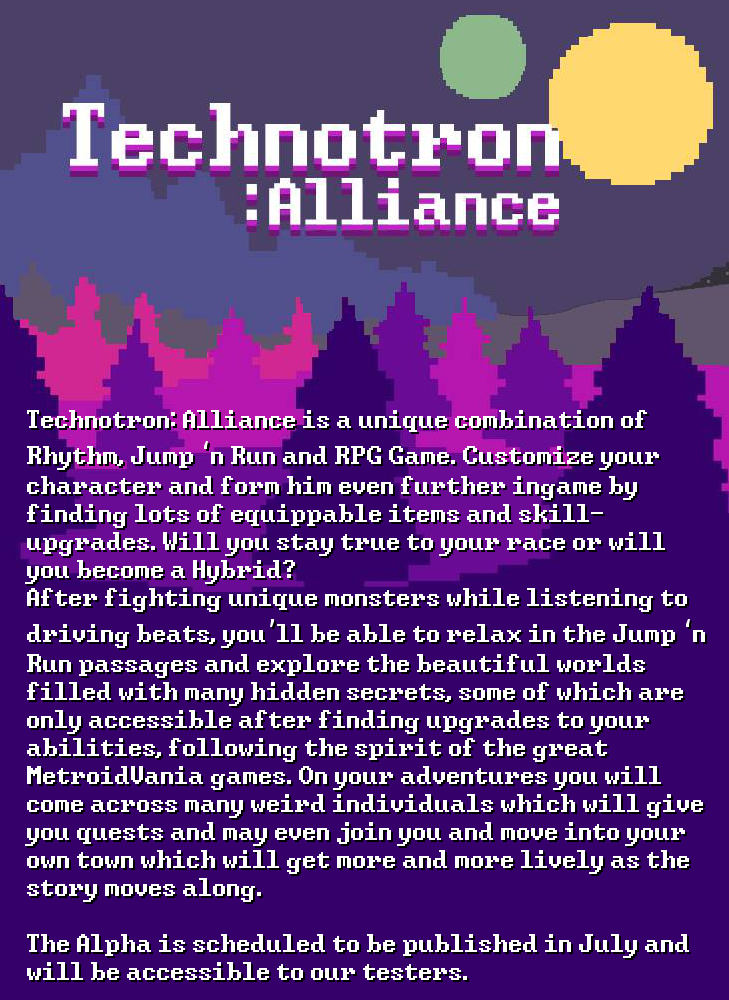 Technotron
:Alliance
Technotron: Alliance is a unique combination of
Rhythm, Jump ‘n Run and RPG Game. Customize your
character and form him even further ingame by
finding lots of equippable items and skill-
upgrades. Will you stay true to your race or will
you become a Hybrid?
After fighting unique monsters while listening to
driving beats, you’ll be able to relax in the Jump ‘n
Run passages and explore the beautiful worlds
filled with many hidden secrets, some of which are
only accessible after finding upgrades to your
abilities, following the spirit of the great
MetroidVania games. On your adventures you will
come across many weird individuals which will give
you quests and may even join you and move into your
own town which will get more and more lively as the
story moves along.
The Alpha is scheduled to be published in July and
will be accessible to our testers.